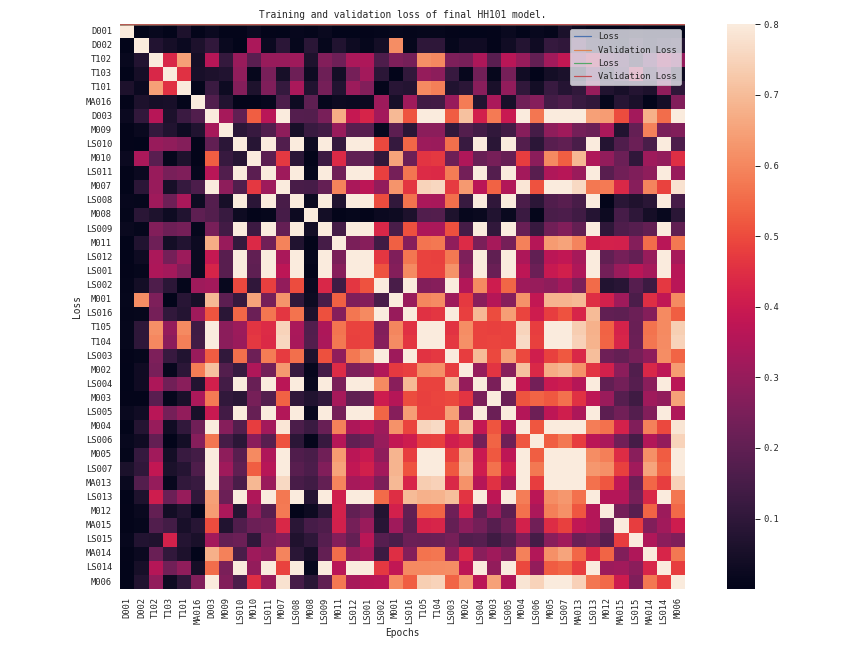 Training and validation loss of final HH101 model.
Loss
Validation Loss
Loss
Validation Loss
D001
D002
T102
T103
T101
MA016
D003
M009
LS010
M010
LS011
M007
LS008
M008
LS009
M011
LS012
LS001
LS002
M001
LS016
T105
T104
LS003
M002
LS004
M003
LS005
M004
LS006
M005
LS007
MA013
LS013
M012
MA015
LS015
MA014
LS014
M006
Loss
D001
D002
T102
T103
T101
MA016
D003
M009
LS010
M010
LS011
M007
LS008
M008
LS009
M011
LS012
LS001
LS002
M001
LS016
T105
T104
LS003
M002
LS004
M003
LS005
M004
LS006
M005
LS007
MA013
LS013
M012
MA015
LS015
MA014
LS014
M006
Epochs
0.8
0.7
0.6
0.5
0.4
0.3
0.2
0.1